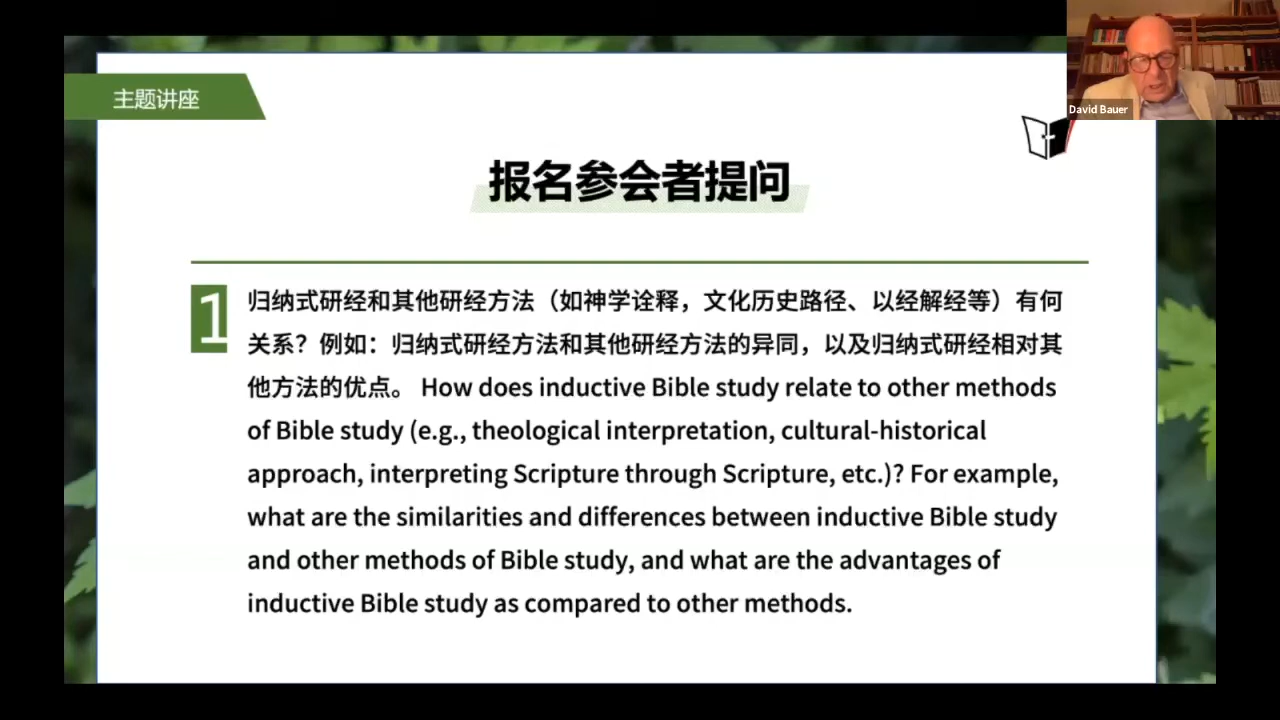 主题讲座
David Bauer
报名参会者提问
1
归纳式研经和其他研经方法（如神学诠释，文化历史路径、以经解经等）有何
关系？例如：归纳式研经方法和其他研经方法的异同，以及归纳式研经相对其
他方法的优点。 How does inductive Bible study relate to other methods
of Bible study (e.g., theological interpretation, cultural-historical
approach, interpreting Scripture through Scripture, etc.)? For example,
what are the similarities and differences between inductive Bible study
and other methods of Bible study, and what are the advantages of
inductive Bible study as compared to other methods.